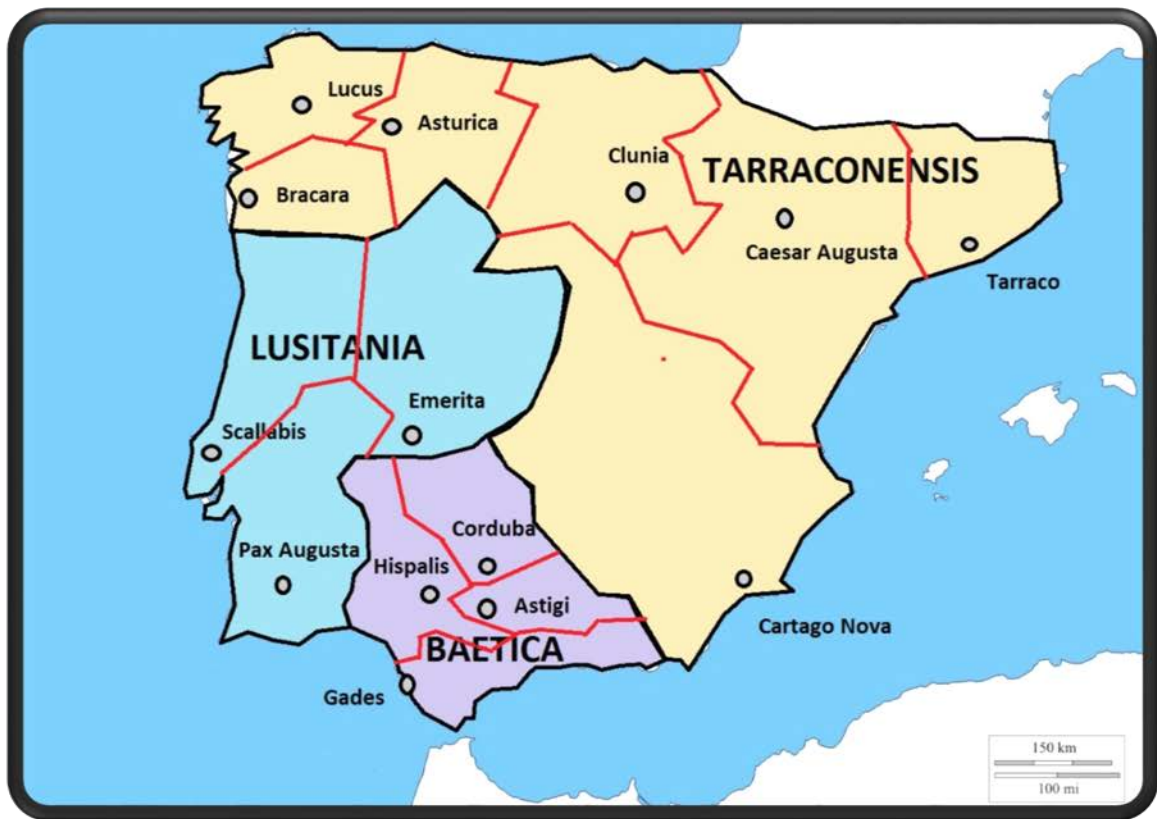 Lucus
Asturica
Clunia
TARRACONENSIS
Bracara
Caesar Augusta
Tarraco
LUSITANIA
Emerita
Scallabis
Corduba
Pax Augusta
Hispalis
Astigi
Cartago Nova
BAETICA
Gades
150 km
100 mi